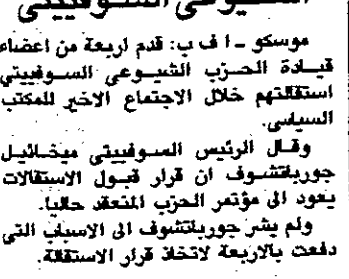 الشيوعي السوفييتي
موسكو - ا ف ب: قدم اربعة من اعضاء
قيادة الحزب الشيوعي السوفييتي
استقالتهم خلال الاجتماع الاخير للمكتب
السياسي.
وقال الرئيس السوفييتي ميخائيل
جورباتشوف ان قرار قبول الاستقالات
يعود الى مؤتمر الحزب المنعقد حاليا.
ولم يشر جورباتشوف الى الاسباب التي
دفعت بالاربعة لاتخاذ قرار الاستقالة.